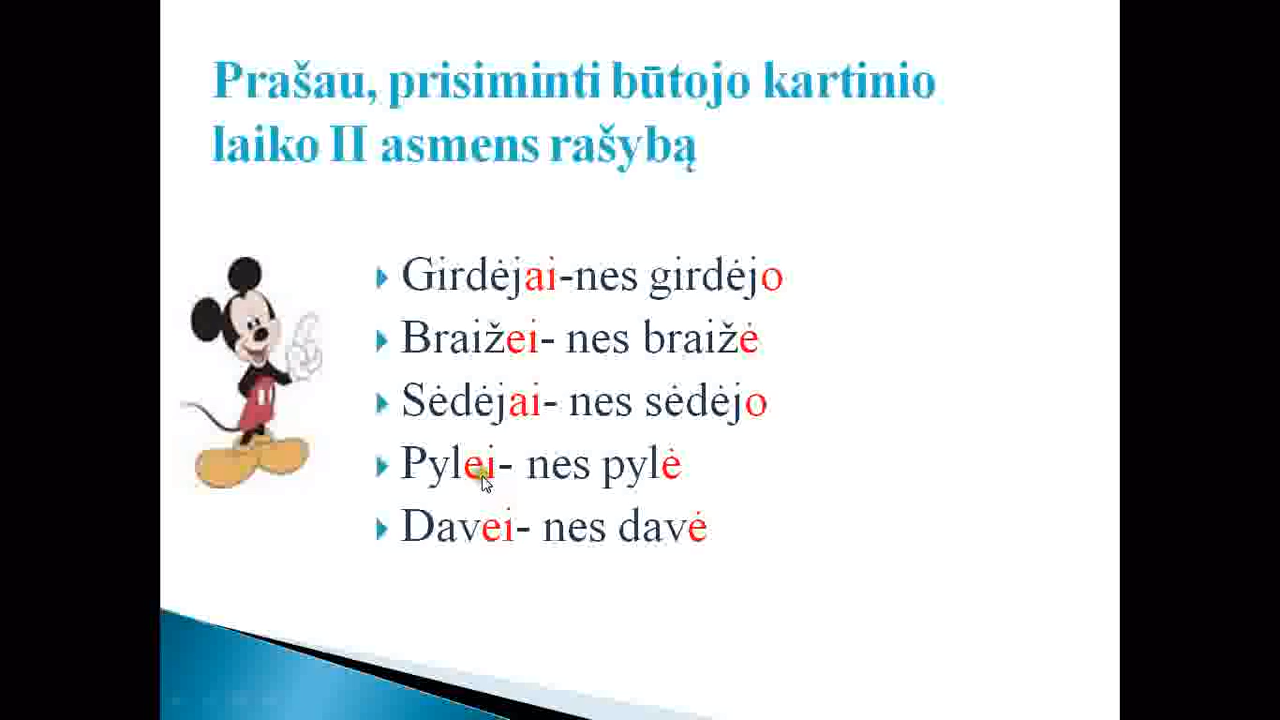 Prašau, prisiminti būtojo kartinio
laiko II asmens rašybą
Girdėjai-nes girdėjo
Braižei- nes braižė
Sėdėjai- nes sėdėjo
Pylei- nes pylė
Davei- nes davė